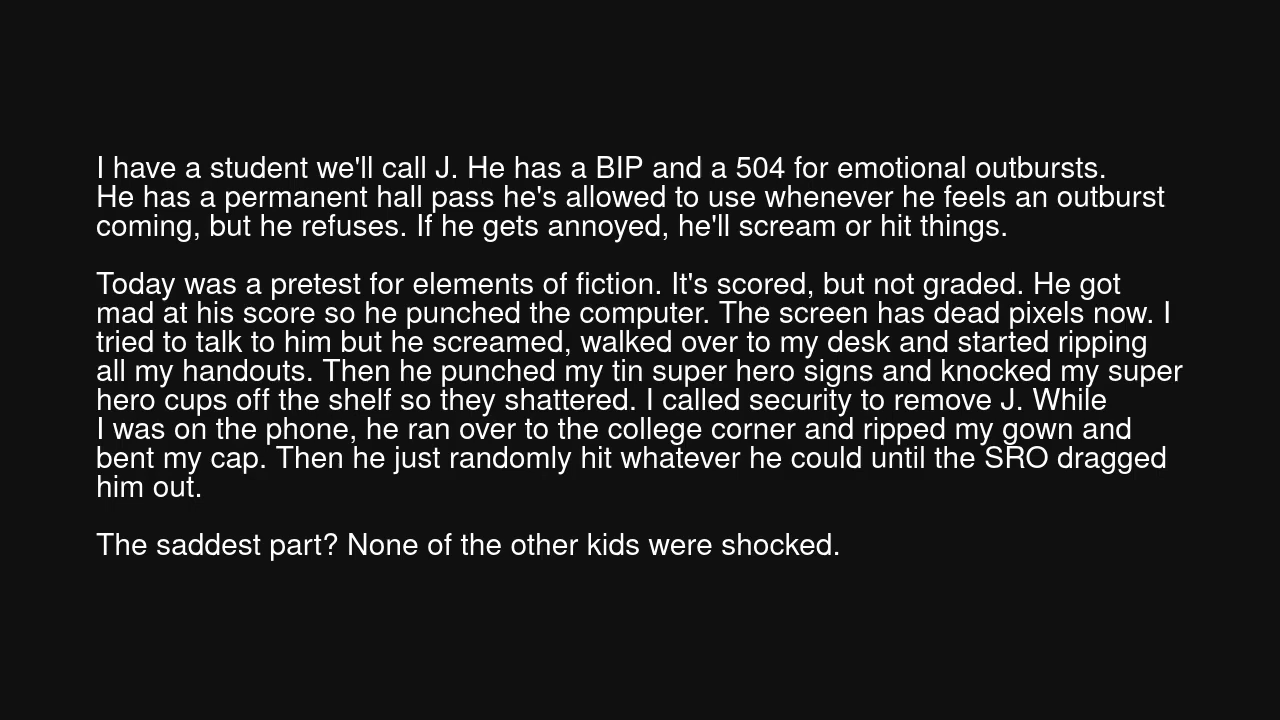 I have a student we'll call J. He has a BIP and a 504 for emotional outbursts.
He has a permanent hall pass he's allowed to use whenever he feels an outburst
coming, but he refuses. If he gets annoyed, he'll scream or hit things.
Today was a pretest for elements of fiction. It's scored, but not graded. He got
mad at his score so he punched the computer. The screen has dead pixels now. I
tried to talk to him but he screamed, walked over to my desk and started ripping
all my handouts. Then he punched my tin super hero signs and knocked my super
hero cups off the shelf so they shattered. I called security to remove J. While
I was on the phone, he ran over to the college corner and ripped my gown and
bent my cap. Then he just randomly hit whatever he could until the SRO dragged
him out.
The saddest part? None of the other kids were shocked.